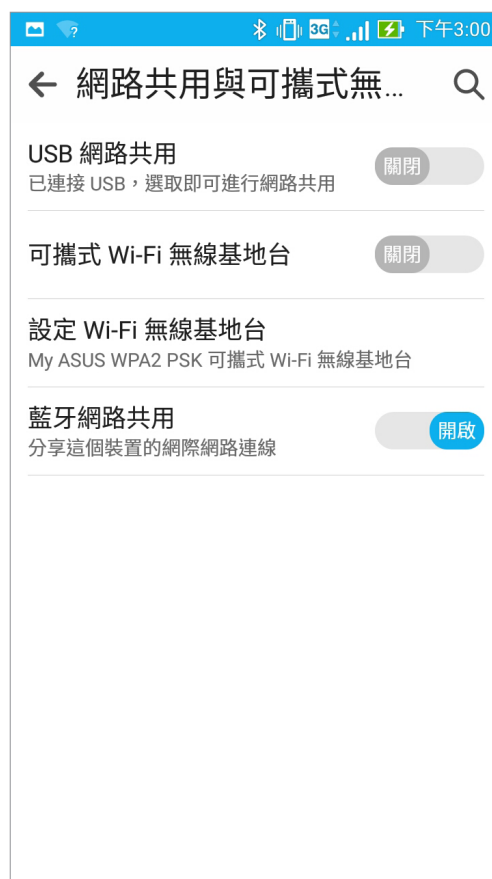 3G 下午3:00
網路共用與可攜式無...
USB 網路共用
關閉
已連接 USB，選取即可進行網路共用
可攜式 Wi-Fi 無線基地台
關閉
設定 Wi-Fi 無線基地台
My ASUS WPA2 PSK 可攜式 Wi-Fi 無線基地台
藍牙網路共用
開啟
分享這個裝置的網際網路連線